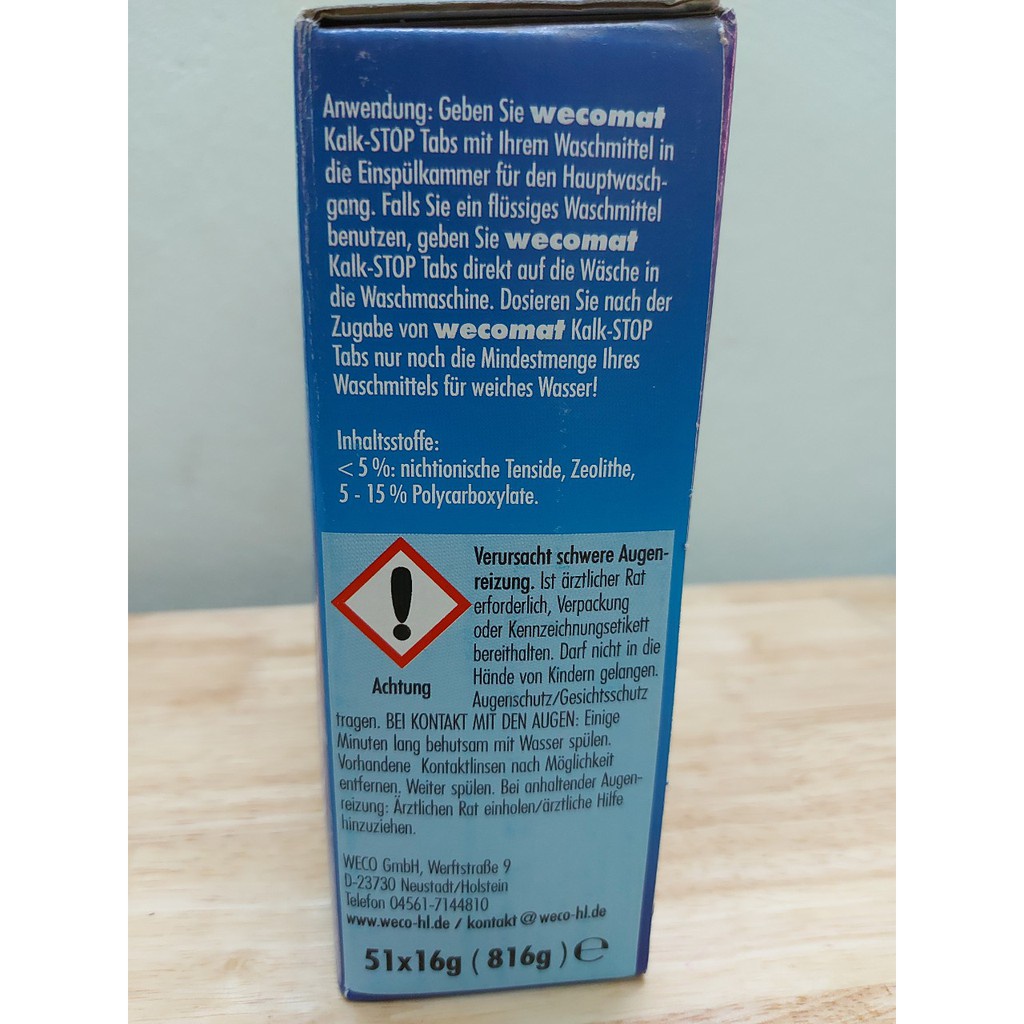 Anwendung: Geben Sie wecomat
Kalk-STOP Tabs mit Ihrem Waschmittel in
die Einspülkammer für den Hauptwasch-
gang. Falls Sie ein flüssiges Waschmittel
benutzen, geben Sie wecomat
Kalk-STOP Tabs direkt auf die Wäsche in
die Waschmaschine. Dosieren Sie nach der
Zugabe von wecomat Kalk-STOP
Tabs nur noch die Mindestmenge Ihres
Waschmittels für weiches Wasser!
Inhaltsstoffe:
< 5 %: nichtionische Tenside, Zeolithe,
5 - 15 % Polycarboxylate.
Verursacht schwere Augen-
reizung. Ist ärztlicher Rat
erforderlich, Verpackung
oder Kennzeichnungsetikett
bereithalten. Darf nicht in die
Hände von Kindern gelangen.
Augenschutz/Gesichtsschutz
Achtung
tragen. BEI KONTAKT MIT DEN AUGEN: Einige
Minuten lang behutsam mit Wasser spülen.
Vorhandene Kontaktlinsen nach Möglichkeit
entfernen. Weiter spülen. Bei anhaltender Augen-
reizung: Ärztlichen Rat einholen/ärztliche Hilfe
hinzuziehen.
WECO GmbH, Werftstraße 9
D-23730 Neustadt/Holstein
Telefon 04561-7144810
www.weco-hl.de / kontakt @ weco-hl.de
51x16g ( 816g ) ℮